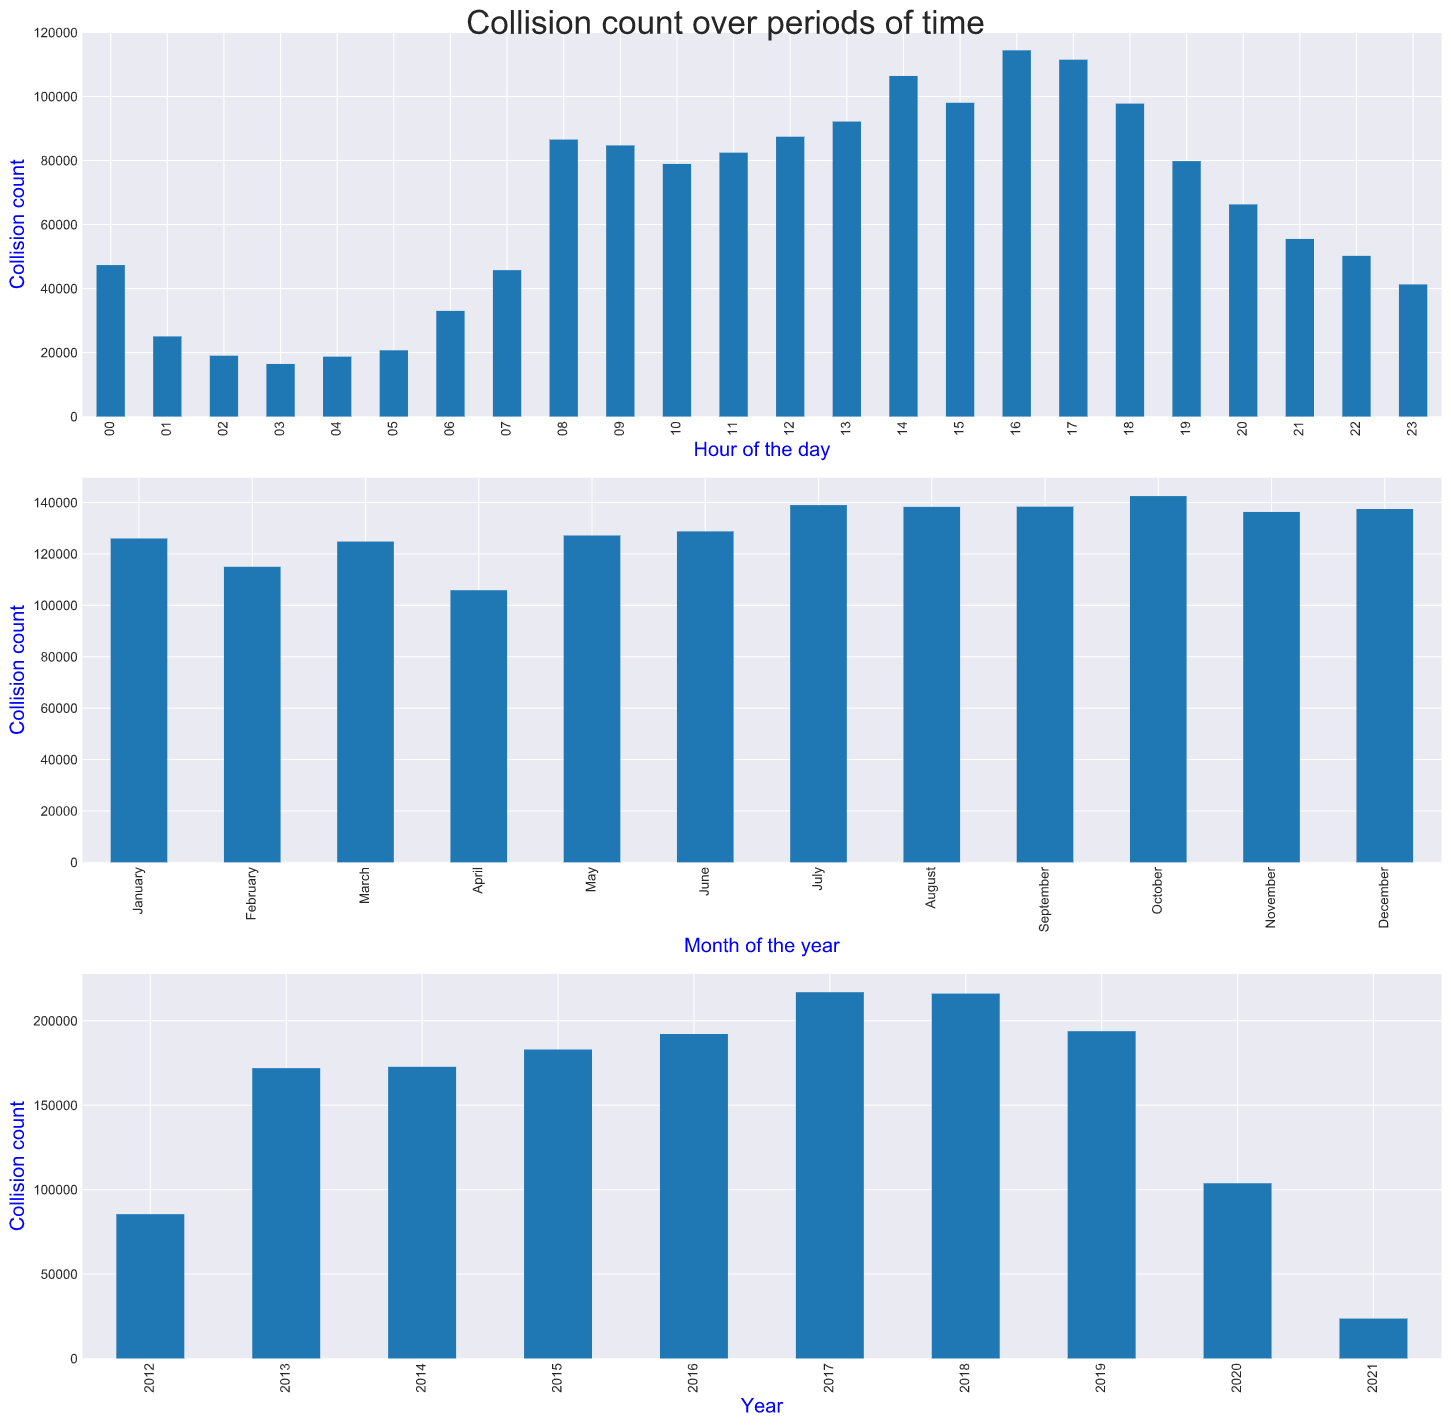 Collision count over periods of time
120000
100000
80000
60000
40000
20000
0
Collision count
00 01 02 03 04 05 06 07 08 09 10 11 12 13 14 15 16 17 18 19 20 21 22 23
Hour of the day
140000
120000
100000
80000
60000
40000
20000
0
Collision count
January February March April May June July August September October November December
Month of the year
200000
150000
100000
50000
0
Collision count
2012 2013 2014 2015 2016 2017 2018 2019 2020 2021
Year